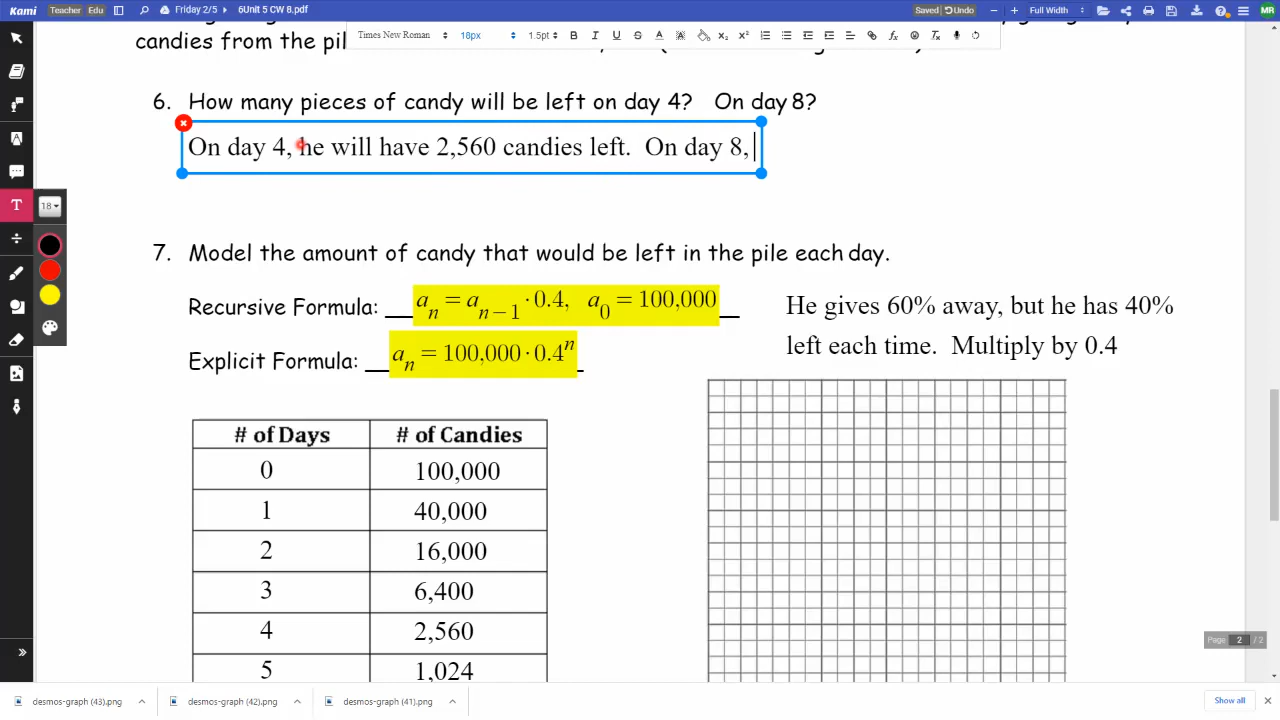 Kami Teacher Edu Friday 2/5 6Unit 5 CW 8.pdf Saved Undo Full Width MR
Times New Roman 18px 1.5pt
candies from the pil
6. How many pieces of candy will be left on day 4? On day 8?
On day 4, he will have 2,560 candies left. On day 8,
18
7. Model the amount of candy that would be left in the pile each day.
Recursive Formula: a_n = a_{n-1} · 0.4, a_0 = 100,000
He gives 60% away, but he has 40%
left each time. Multiply by 0.4
Explicit Formula: a_n = 100,000 · 0.4^n
# of Days # of Candies
0 100,000
1 40,000
2 16,000
3 6,400
4 2,560
5 1,024
Page 2 / 2
desmos-graph (43).png desmos-graph (42).png desmos-graph (41).png Show all